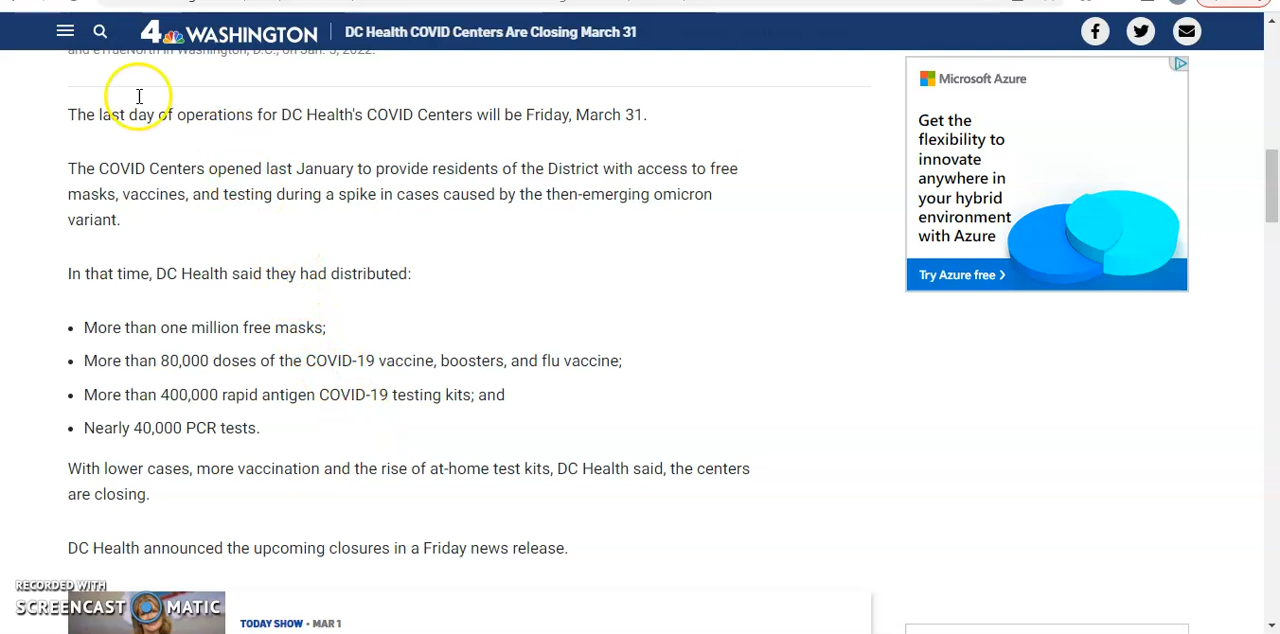 4 WASHINGTON
DC Health COVID Centers Are Closing March 31
and eTrueNorth in Washington, D.C., on Jan. 5, 2022.
The last day of operations for DC Health's COVID Centers will be Friday, March 31.
The COVID Centers opened last January to provide residents of the District with access to free
masks, vaccines, and testing during a spike in cases caused by the then-emerging omicron
variant.
In that time, DC Health said they had distributed:
• More than one million free masks;
• More than 80,000 doses of the COVID-19 vaccine, boosters, and flu vaccine;
• More than 400,000 rapid antigen COVID-19 testing kits; and
• Nearly 40,000 PCR tests.
With lower cases, more vaccination and the rise of at-home test kits, DC Health said, the centers
are closing.
DC Health announced the upcoming closures in a Friday news release.
TODAY SHOW • MAR 1
Microsoft Azure
Get the
flexibility to
innovate
anywhere in
your hybrid
environment
with Azure
Try Azure free >
RECORDED WITH
SCREENCAST MATIC